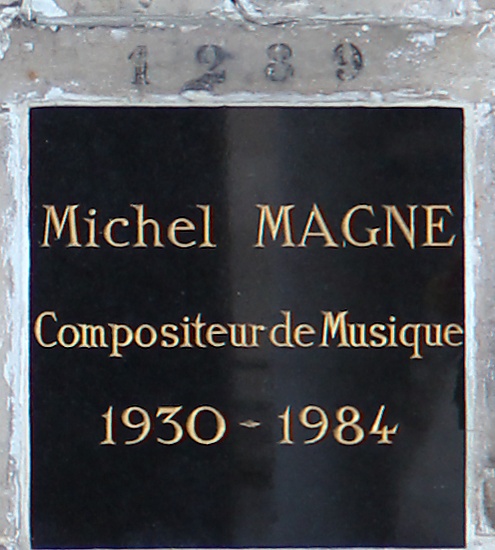 1289
Michel MAGNE
Compositeur de Musique
1930 - 1984